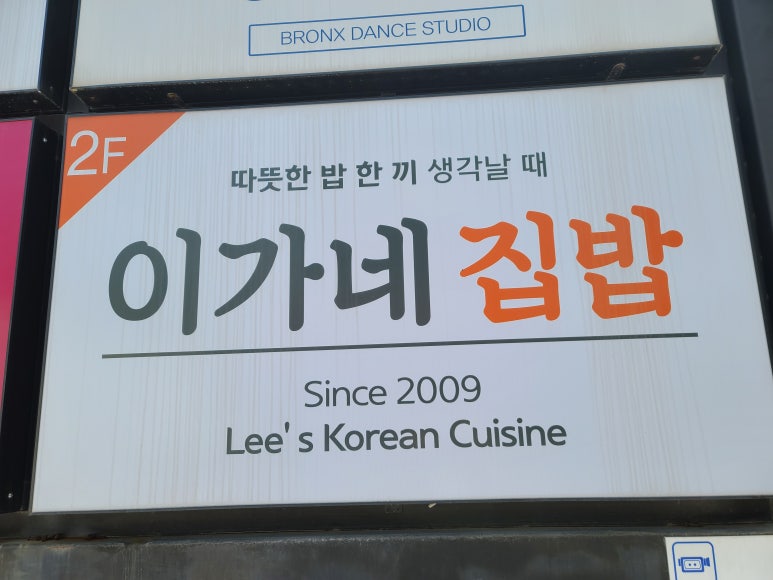 BRONX DANCE STUDIO
2F
따뜻한 밥 한 끼 생각날 때
이가네 집밥
Since 2009
Lee's Korean Cuisine